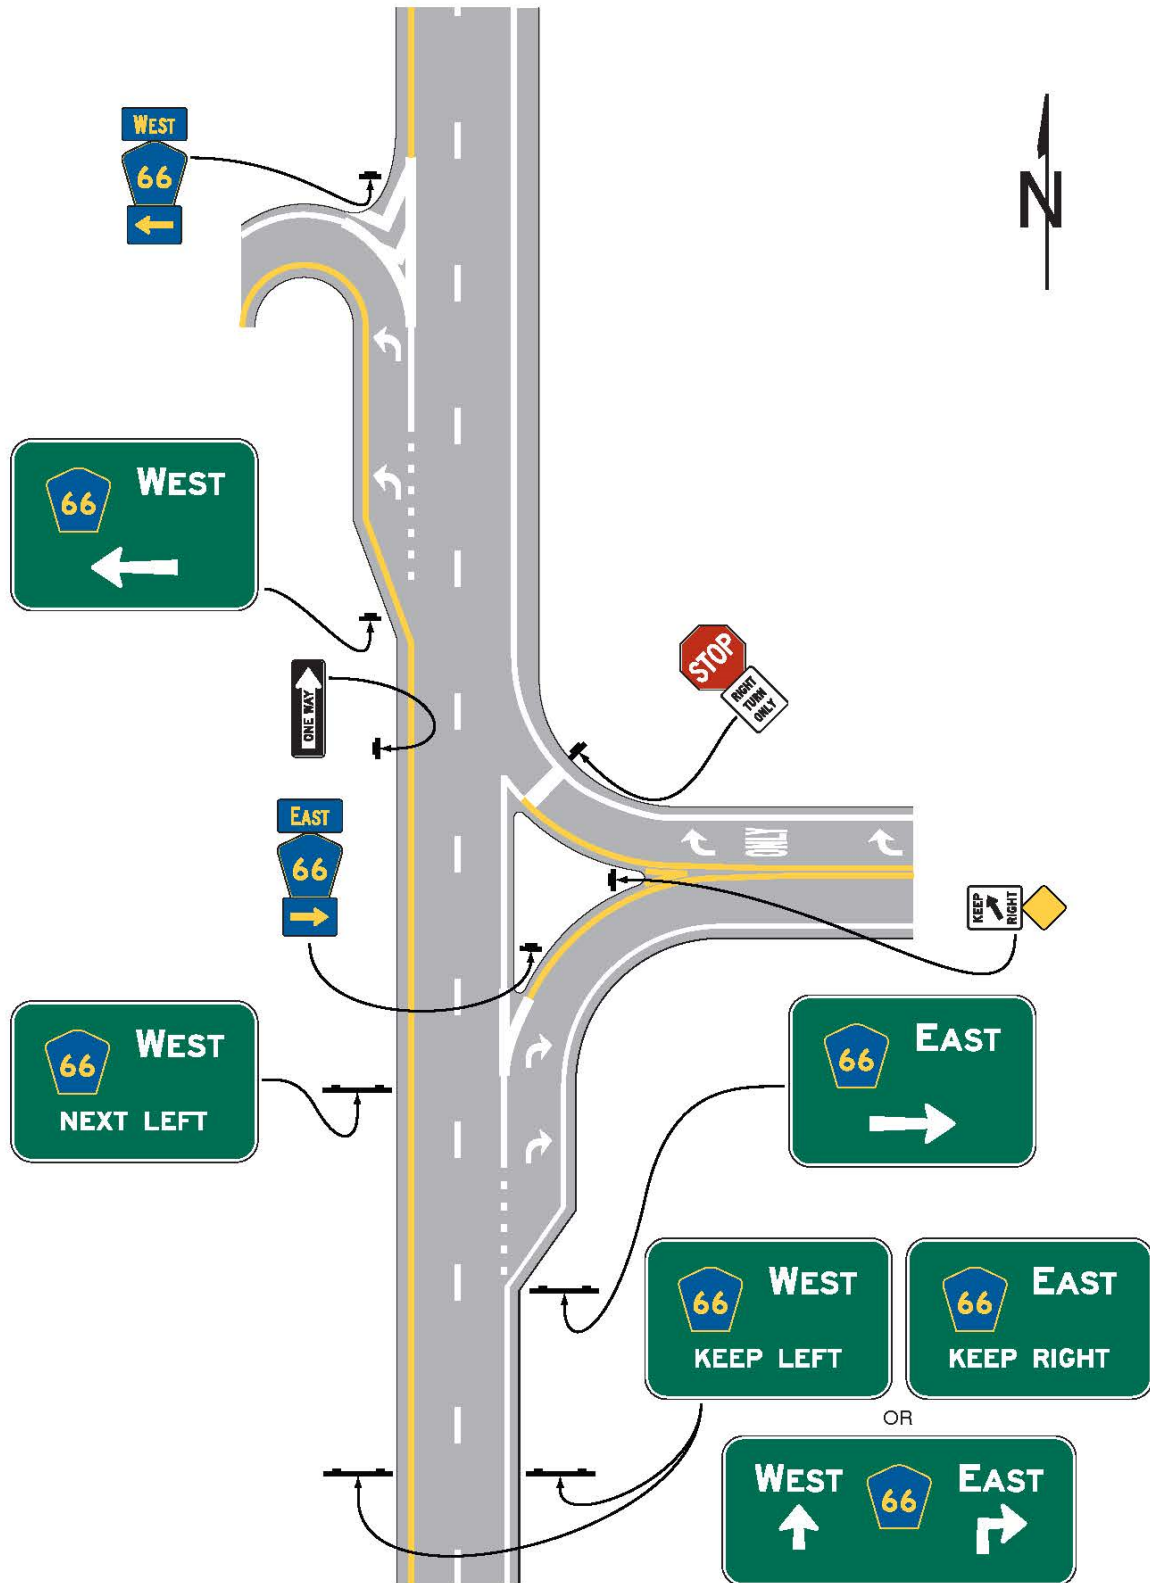 WEST
66
N
66 WEST
STOP
RIGHT
TURN
ONLY
ONE WAY
EAST
66
ONLY
KEEP
RIGHT
66 WEST
NEXT LEFT
66 EAST
66 WEST
KEEP LEFT
66 EAST
KEEP RIGHT
OR
WEST 66 EAST